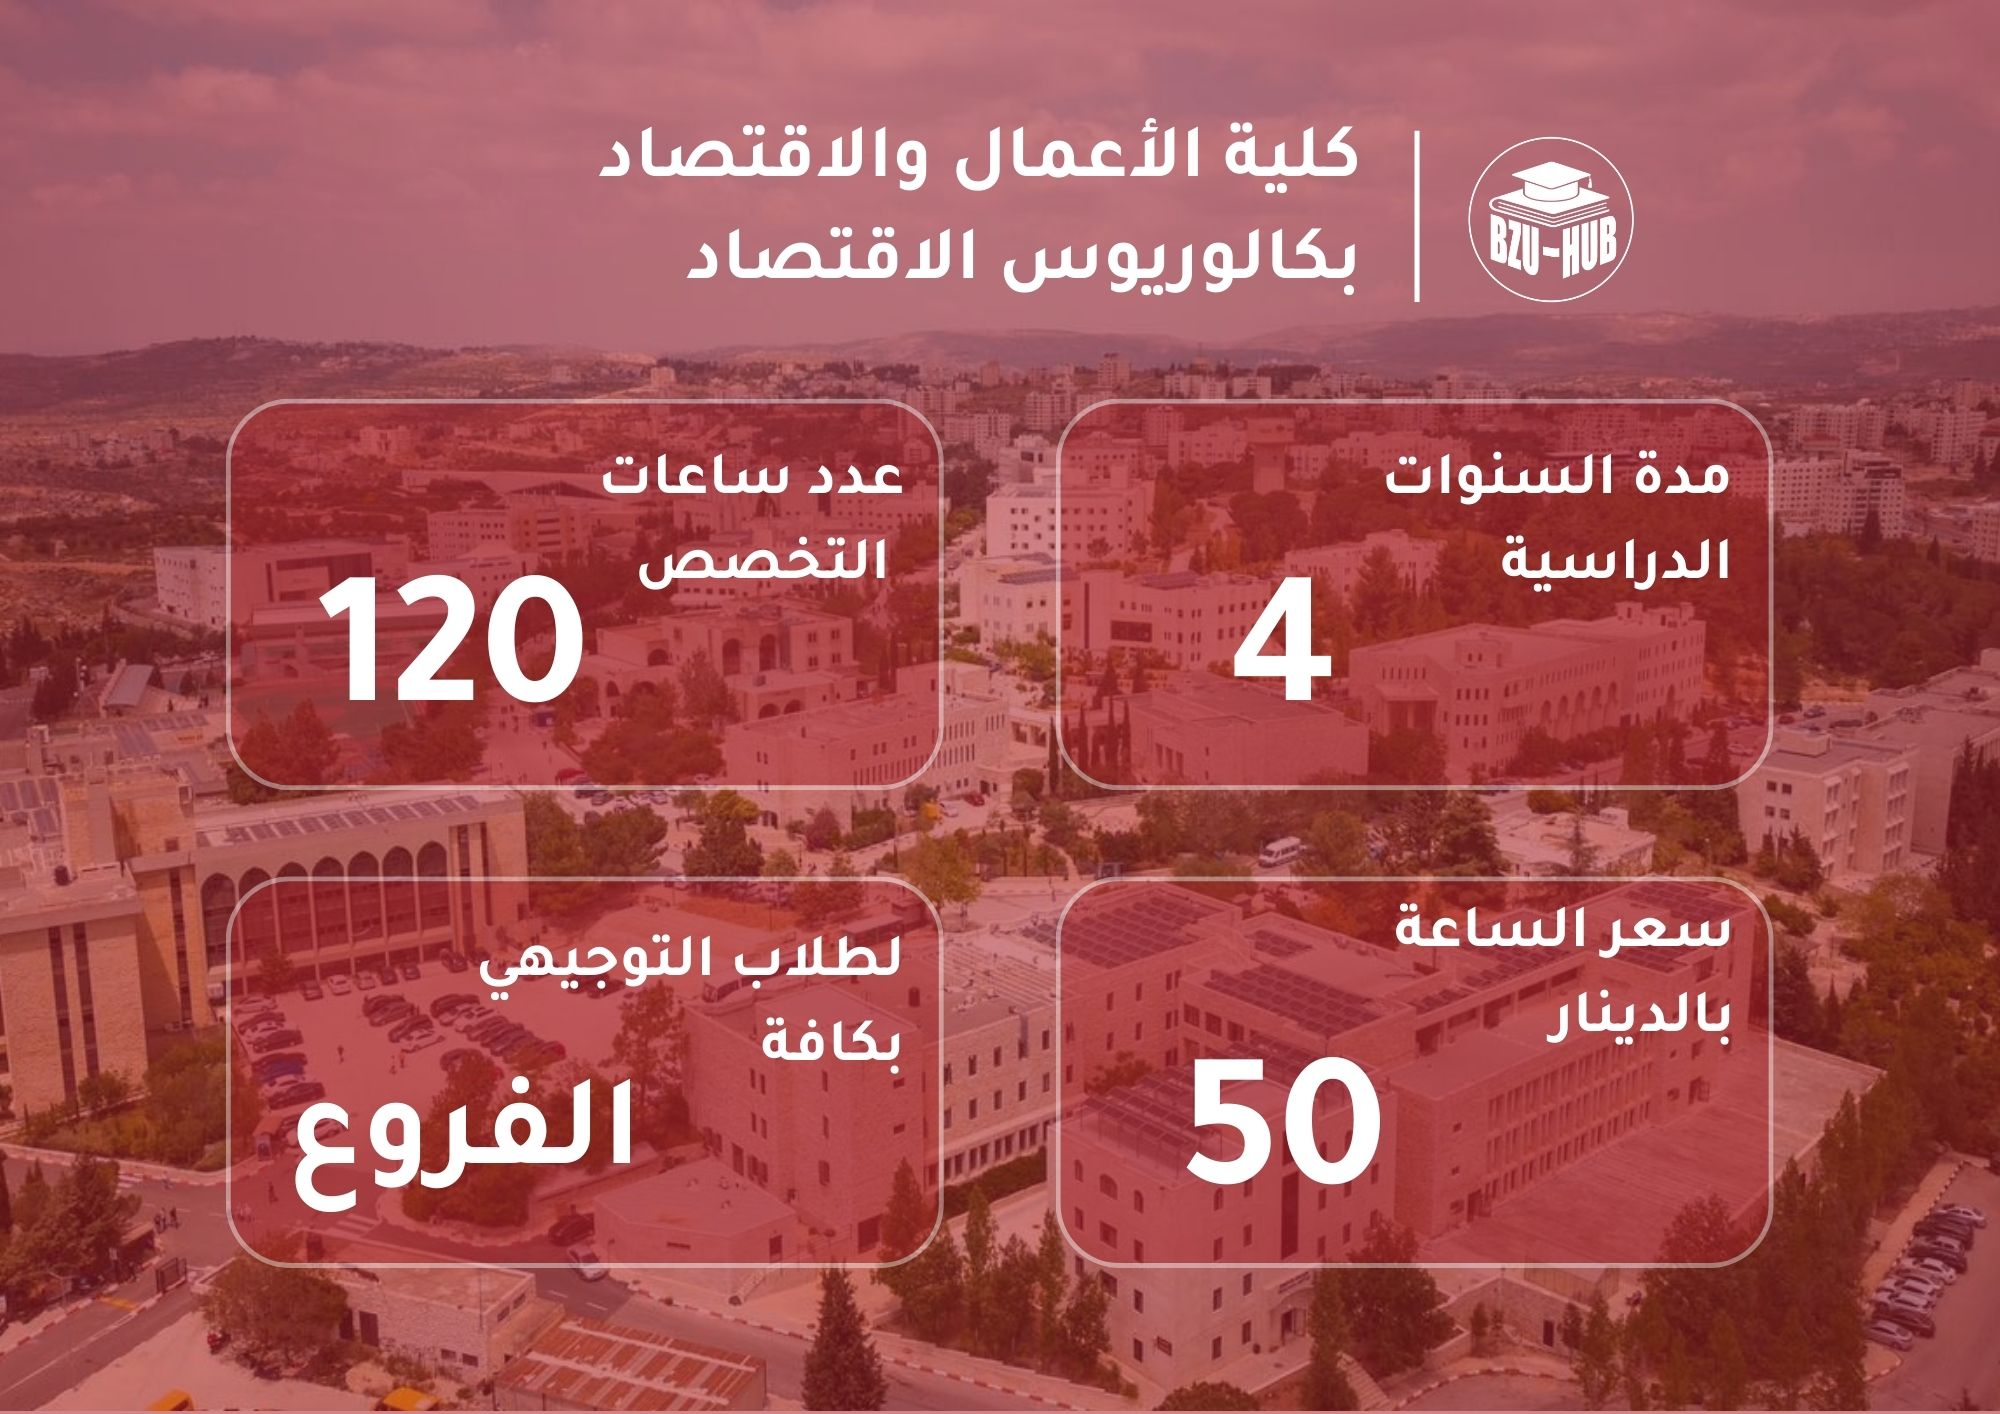 كلية الأعمال والاقتصاد
بكالوريوس الاقتصاد
BZU-HUB
مدة السنوات
الدراسية
4
عدد ساعات
التخصص
120
سعر الساعة
بالدينار
50
لطلاب التوجيهي
بكافة
الفروع